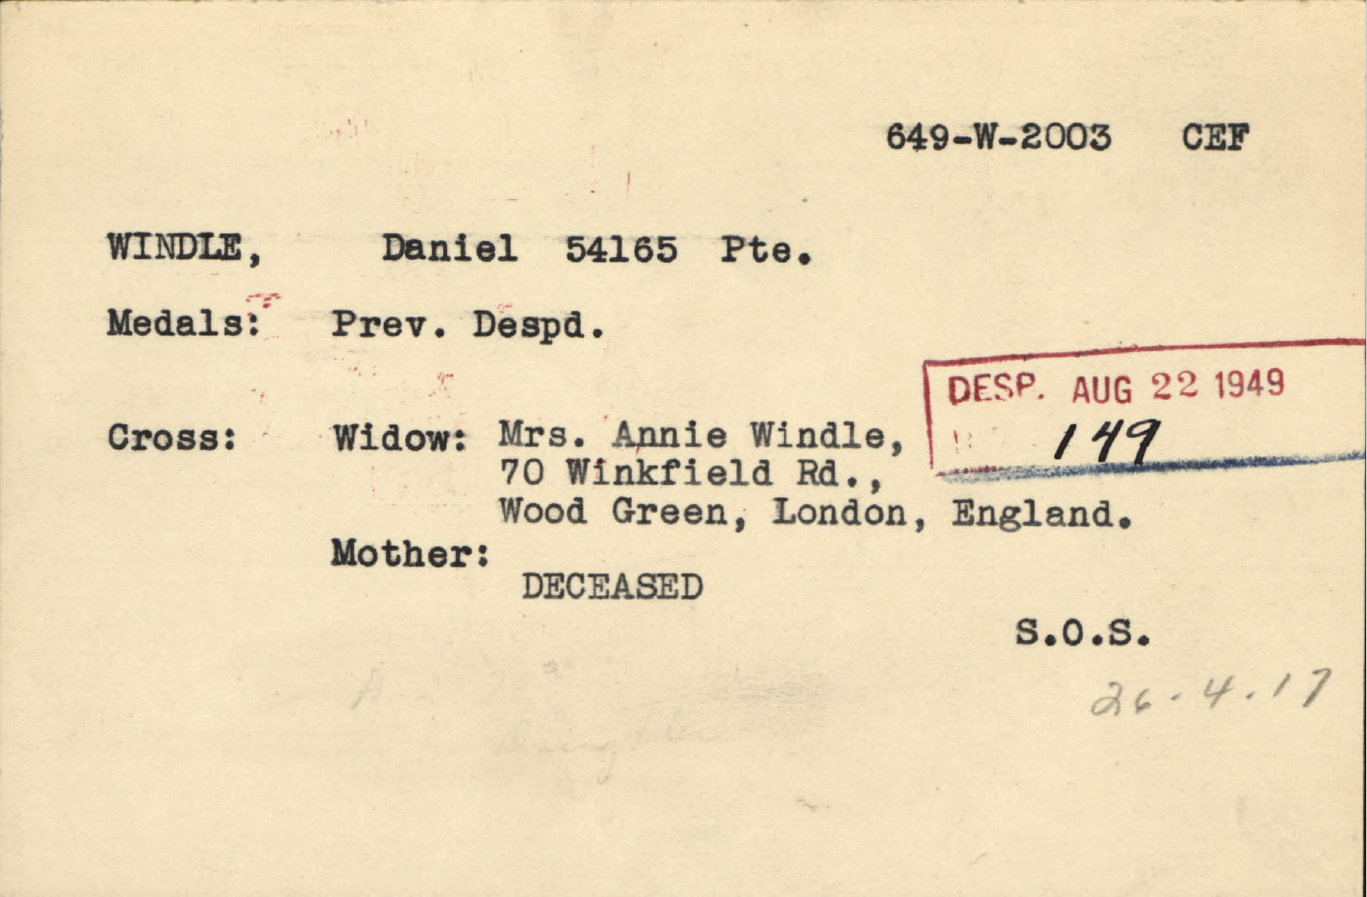 649-W-2003 CEF
WINDLE, Daniel 54165 Pte.
Medals: Prev. Despd.
DESP. AUG 22 1949
149
Cross: Widow: Mrs. Annie Windle,
70 Winkfield Rd.,
Wood Green, London, England.
Mother:
DECEASED
S.O.S.
26.4.17